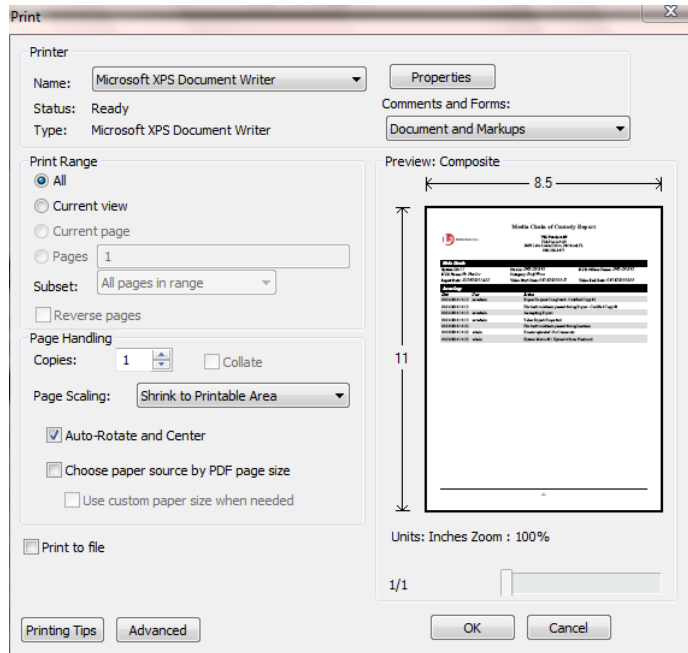 Print
Printer
Name: Microsoft XPS Document Writer Properties
Status: Ready Comments and Forms:
Type: Microsoft XPS Document Writer Document and Markups
Print Range
All
Current view
Current page
Pages 1
Subset: All pages in range
Reverse pages
Page Handling
Copies: 1 Collate
Page Scaling: Shrink to Printable Area
Auto-Rotate and Center
Choose paper source by PDF page size
Use custom paper size when needed
Print to file
Printing Tips Advanced
Preview: Composite
8.5
11
Media Chain of Custody Report
Units: Inches Zoom : 100%
1/1
OK Cancel